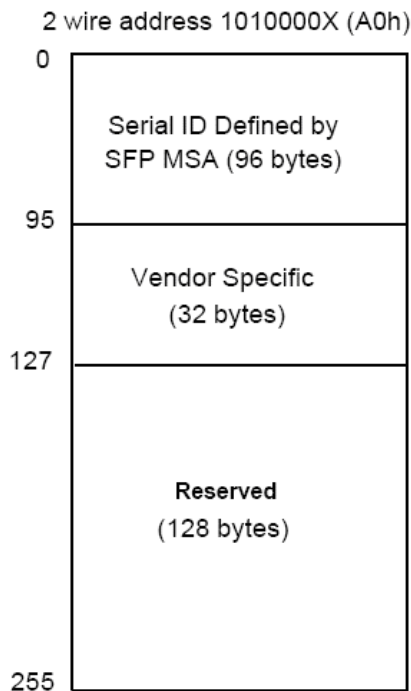 2 wire address 1010000X (A0h)
0
Serial ID Defined by
SFP MSA (96 bytes)
95
Vendor Specific
(32 bytes)
127
Reserved
(128 bytes)
255